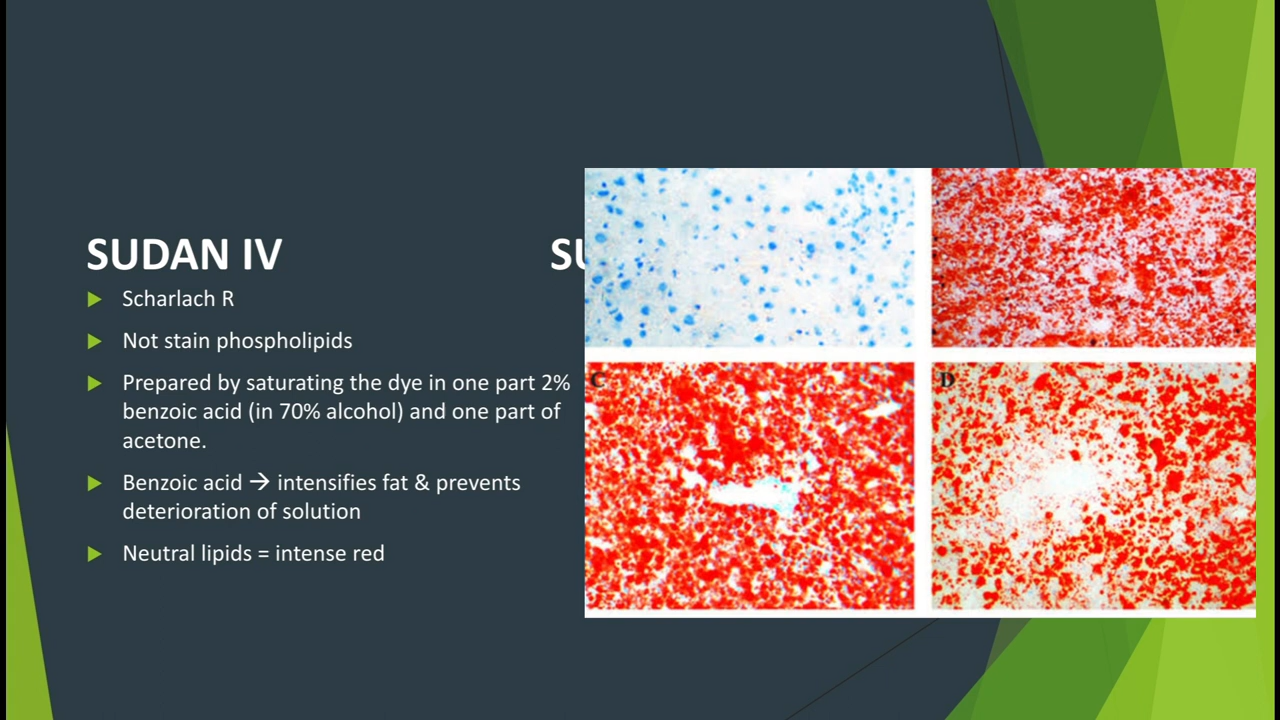 SUDAN IV
Scharlach R
Not stain phospholipids
Prepared by saturating the dye in one part 2%
benzoic acid (in 70% alcohol) and one part of
acetone.
Benzoic acid → intensifies fat & prevents
deterioration of solution
Neutral lipids = intense red
C
D